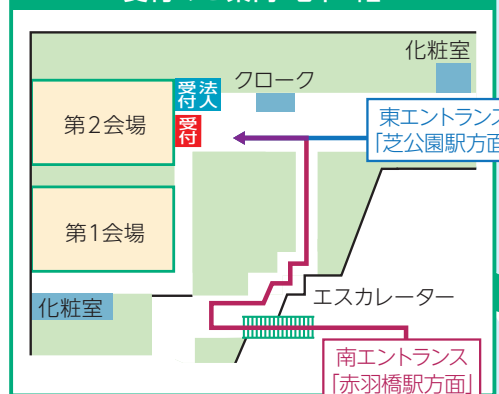 化粧室
クローク
法人
受付
受付
第2会場
東エントランス
「芝公園駅方面
第1会場
エスカレーター
化粧室
南エントランス
「赤羽橋駅方面」